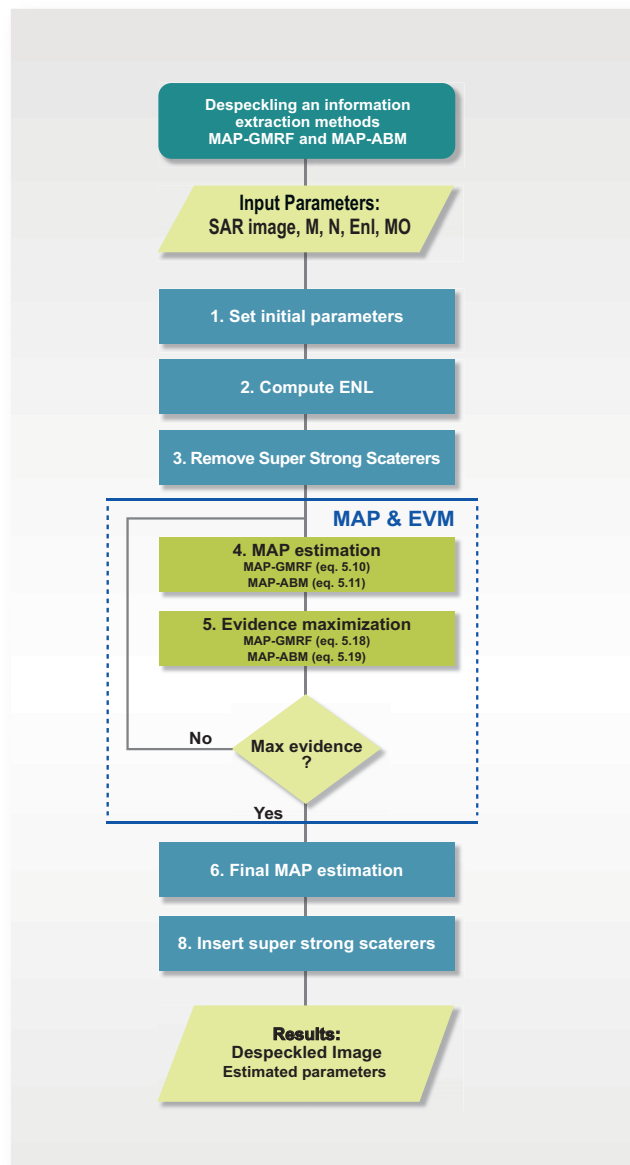 Despeckling an information
extraction methods
MAP-GMRF and MAP-ABM
Input Parameters:
SAR image, M, N, Enl, MO
1. Set initial parameters
2. Compute ENL
3. Remove Super Strong Scaterers
MAP & EVM
4. MAP estimation
MAP-GMRF (eq. 5.10)
MAP-ABM (eq. 5.11)
5. Evidence maximization
MAP-GMRF (eq. 5.18)
MAP-ABM (eq. 5.19)
No
Max evidence
?
Yes
6. Final MAP estimation
8. Insert super strong scaterers
Results:
Despeckled Image
Estimated parameters